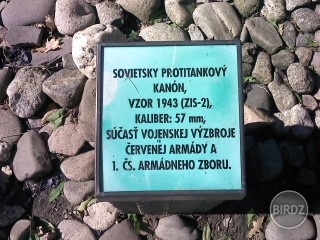 SOVIETSKY PROTITANKOVÝ
KANÓN,
VZOR 1943 (ZIS-2),
KALIBER: 57 mm,
SÚČASŤ VOJENSKEJ VÝZBROJE
ČERVENEJ ARMÁDY A
1. ČS. ARMÁDNEHO ZBORU.
BIRDZ